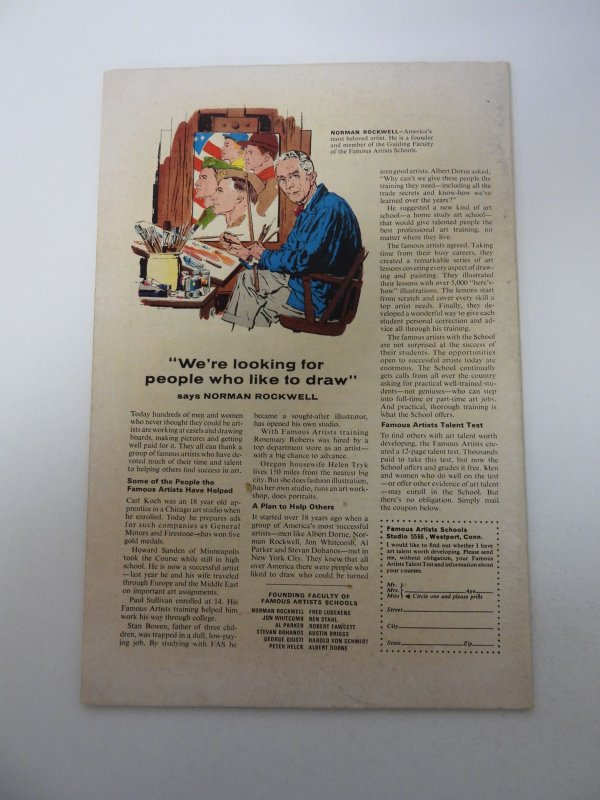 NORMAN ROCKWELL—America's
most beloved artist. He is a founder
and member of the Guiding Faculty
of the Famous Artists Schools.
"We're looking for
people who like to draw"
says NORMAN ROCKWELL
Today hundreds of men and women
who never thought they could be art-
ists are working at easels and drawing
boards, making pictures and getting
well paid for it. They all can thank a
group of famous artists who have de-
voted much of their time and talent
to helping others find success in art.
Some of the People the
Famous Artists Have Helped
Carl Koch was an 18 year old ap-
prentice in a Chicago art studio when
he enrolled. Today he prepares ads
for such companies as General
Motors and Firestone—has won five
gold medals.
Howard Sanden of Minneapolis
took the Course while still in high
school. He is now a successful artist
—last year he and his wife traveled
through Europe and the Middle East
on important art assignments.
Paul Sullivan enrolled at 14. His
Famous Artists training helped him
work his way through college.
Stan Bowen, father of three chil-
dren, was trapped in a dull, low-pay-
ing job. By studying with FAS he
became a sought-after illustrator,
has opened his own studio.
With Famous Artists training
Rosemary Roberts was hired by a
top department store as an artist—
with a big chance to advance.
Oregon housewife Helen Tryk
lives 150 miles from the nearest big
city. But she does fashion illustration,
has her own studio, runs an art work-
shop, does portraits.
A Plan to Help Others
It started over 18 years ago when a
group of America's most successful
artists—men like Albert Dorne, Nor-
man Rockwell, Jon Whitcomb, Al
Parker and Stevan Dohanos—met in
New York City. They knew that all
over America there were people who
liked to draw who could be turned
FOUNDING FACULTY OF
FAMOUS ARTISTS SCHOOLS
NORMAN ROCKWELL FRED LUDEKENS
JON WHITCOMB BEN STAHL
AL PARKER ROBERT FAWCETT
STEVAN DOHANOS AUSTIN BRIGGS
GEORGE GIUSTI HAROLD VON SCHMIDT
PETER HELCK ALBERT DORNE
into good artists. Albert Dorne asked,
"Why can't we give these people the
training they need—including all the
trade secrets and know-how we've
learned over the years?"
He suggested a new kind of art
school—a home study art school—
that would give talented people the
best professional art training, no
matter where they live.
The famous artists agreed. Taking
time from their busy careers, they
created a remarkable series of art
lessons covering every aspect of draw-
ing and painting. They illustrated
their lessons with over 5,000 "here's-
how" illustrations. The lessons start
from scratch and cover every skill a
top artist needs. Finally, they de-
veloped a wonderful way to give each
student personal correction and ad-
vice all through his training.
The famous artists with the School
are not surprised at the success of
their students. The opportunities
open to successful artists today are
enormous. The School continually
gets calls from all over the country
asking for practical well-trained stu-
dents—not geniuses—who can step
into full-time or part-time art jobs.
And practical, thorough training is
what the School offers.
Famous Artists Talent Test
To find others with art talent worth
developing, the Famous Artists cre-
ated a 12-page talent test. Thousands
paid to take this test, but now the
School offers and grades it free. Men
and women who do well on the test
—or offer other evidence of art talent
—may enroll in the School. But
there's no obligation. Simply mail
the coupon below.
Famous Artists Schools
Studio 5566, Westport, Conn.
I would like to find out whether I have
art talent worth developing. Please send
me, without obligation, your Famous
Artists Talent Test and information about
your courses.
Mr.
Mrs. Age
Miss Circle one and please print
Street
City
State Zip